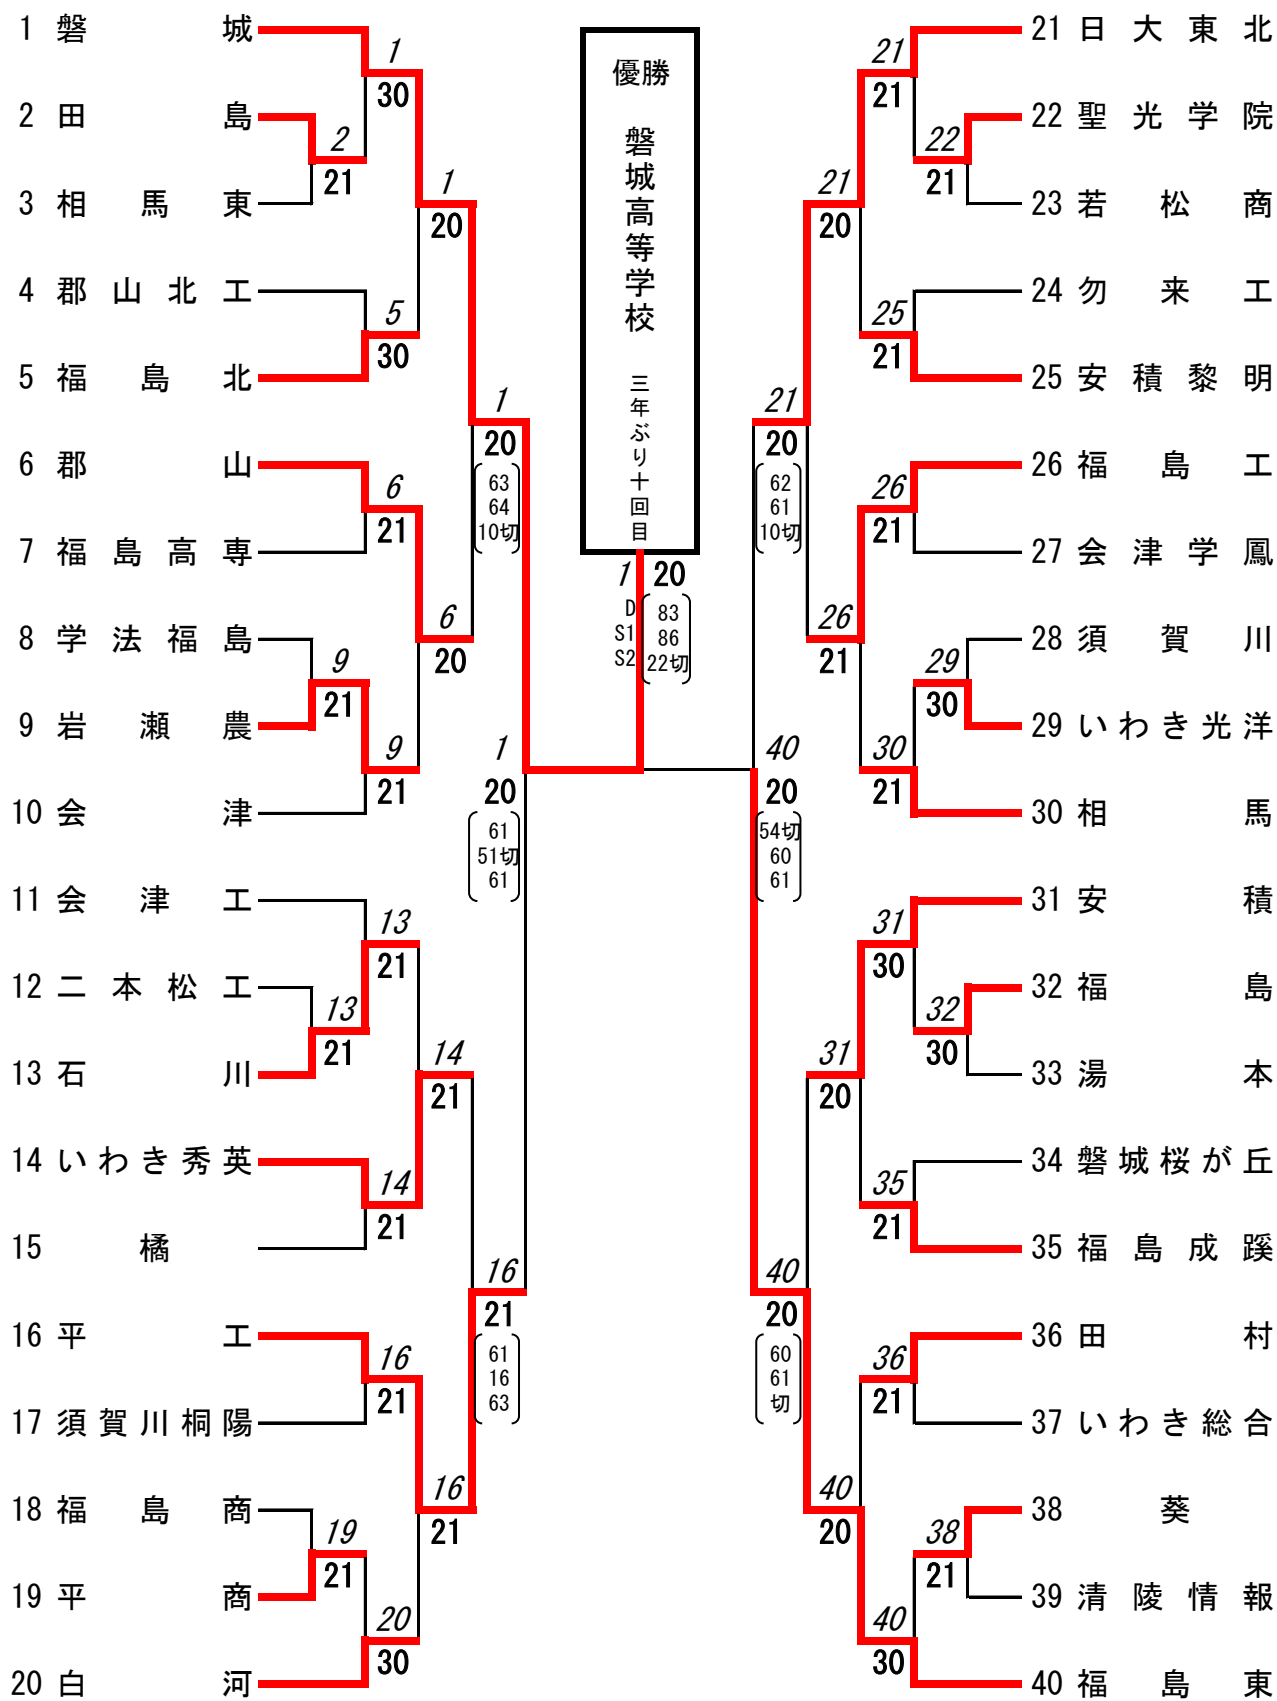 1 磐城
2 田島
3 相馬東
4 郡山北工
5 福島北
6 郡山
7 福島高専
8 学法福島
9 岩瀬農
10 会津
11 会津工
12 二本松工
13 石川
14 いわき秀英
15 橘
16 平工
17 須賀川桐陽
18 福島商
19 平商
20 白河
1
30
2
21
5
30
6
21
9
21
9
21
13
21
13
21
14
21
16
21
19
21
20
30
1
20
6
20
14
21
16
21
1
20
63
64
10切
16
21
61
16
63
1
20
61
51切
61
優勝
磐城高等学校
三年ぶり十回目
1
20
D 83
S1 86
S2 22切
40
20
54切
60
61
21
20
62
61
10切
40
20
60
61
切
21
20
26
21
31
20
40
20
21
21
22
21
25
21
26
21
29
30
30
21
31
30
32
30
35
21
36
21
38
21
40
30
21 日大東北
22 聖光学院
23 若松商
24 勿来工
25 安積黎明
26 福島工
27 会津学鳳
28 須賀川
29 いわき光洋
30 相馬
31 安積
32 福島
33 湯本
34 磐城桜が丘
35 福島成蹊
36 田村
37 いわき総合
38 葵
39 清陵情報
40 福島東